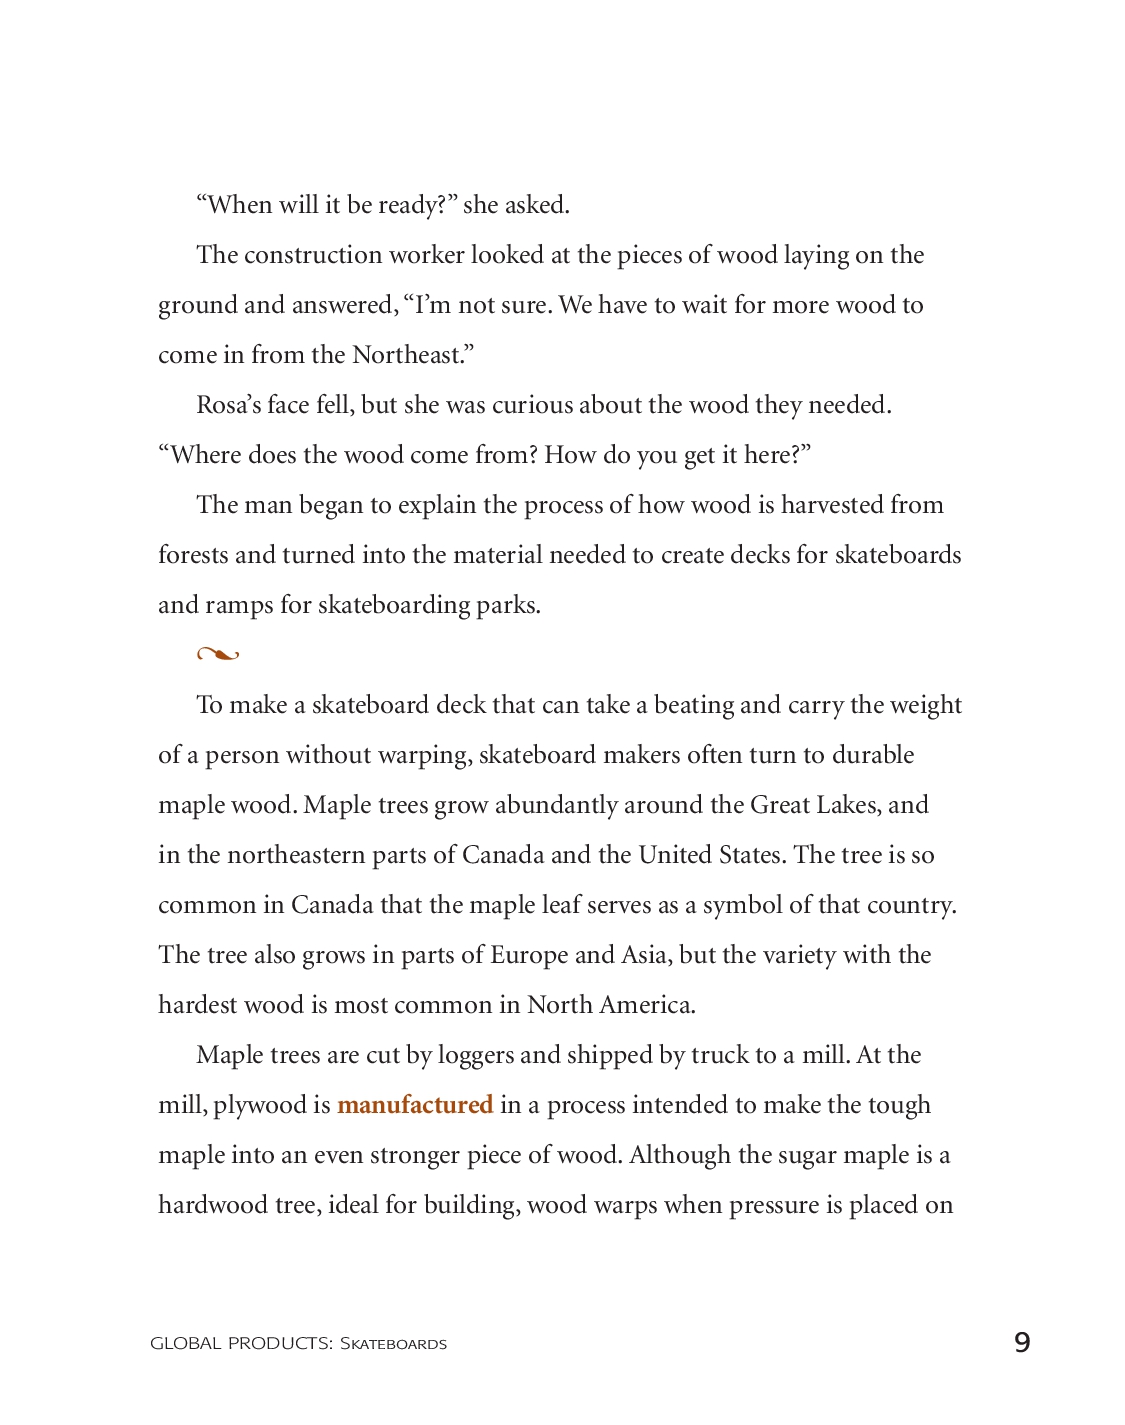 “When will it be ready?” she asked.
The construction worker looked at the pieces of wood laying on the
ground and answered, “I’m not sure. We have to wait for more wood to
come in from the Northeast.”
Rosa’s face fell, but she was curious about the wood they needed.
“Where does the wood come from? How do you get it here?”
The man began to explain the process of how wood is harvested from
forests and turned into the material needed to create decks for skateboards
and ramps for skateboarding parks.
To make a skateboard deck that can take a beating and carry the weight
of a person without warping, skateboard makers often turn to durable
maple wood. Maple trees grow abundantly around the Great Lakes, and
in the northeastern parts of Canada and the United States. The tree is so
common in Canada that the maple leaf serves as a symbol of that country.
The tree also grows in parts of Europe and Asia, but the variety with the
hardest wood is most common in North America.
Maple trees are cut by loggers and shipped by truck to a mill. At the
mill, plywood is manufactured in a process intended to make the tough
maple into an even stronger piece of wood. Although the sugar maple is a
hardwood tree, ideal for building, wood warps when pressure is placed on
GLOBAL PRODUCTS: Skateboards 9